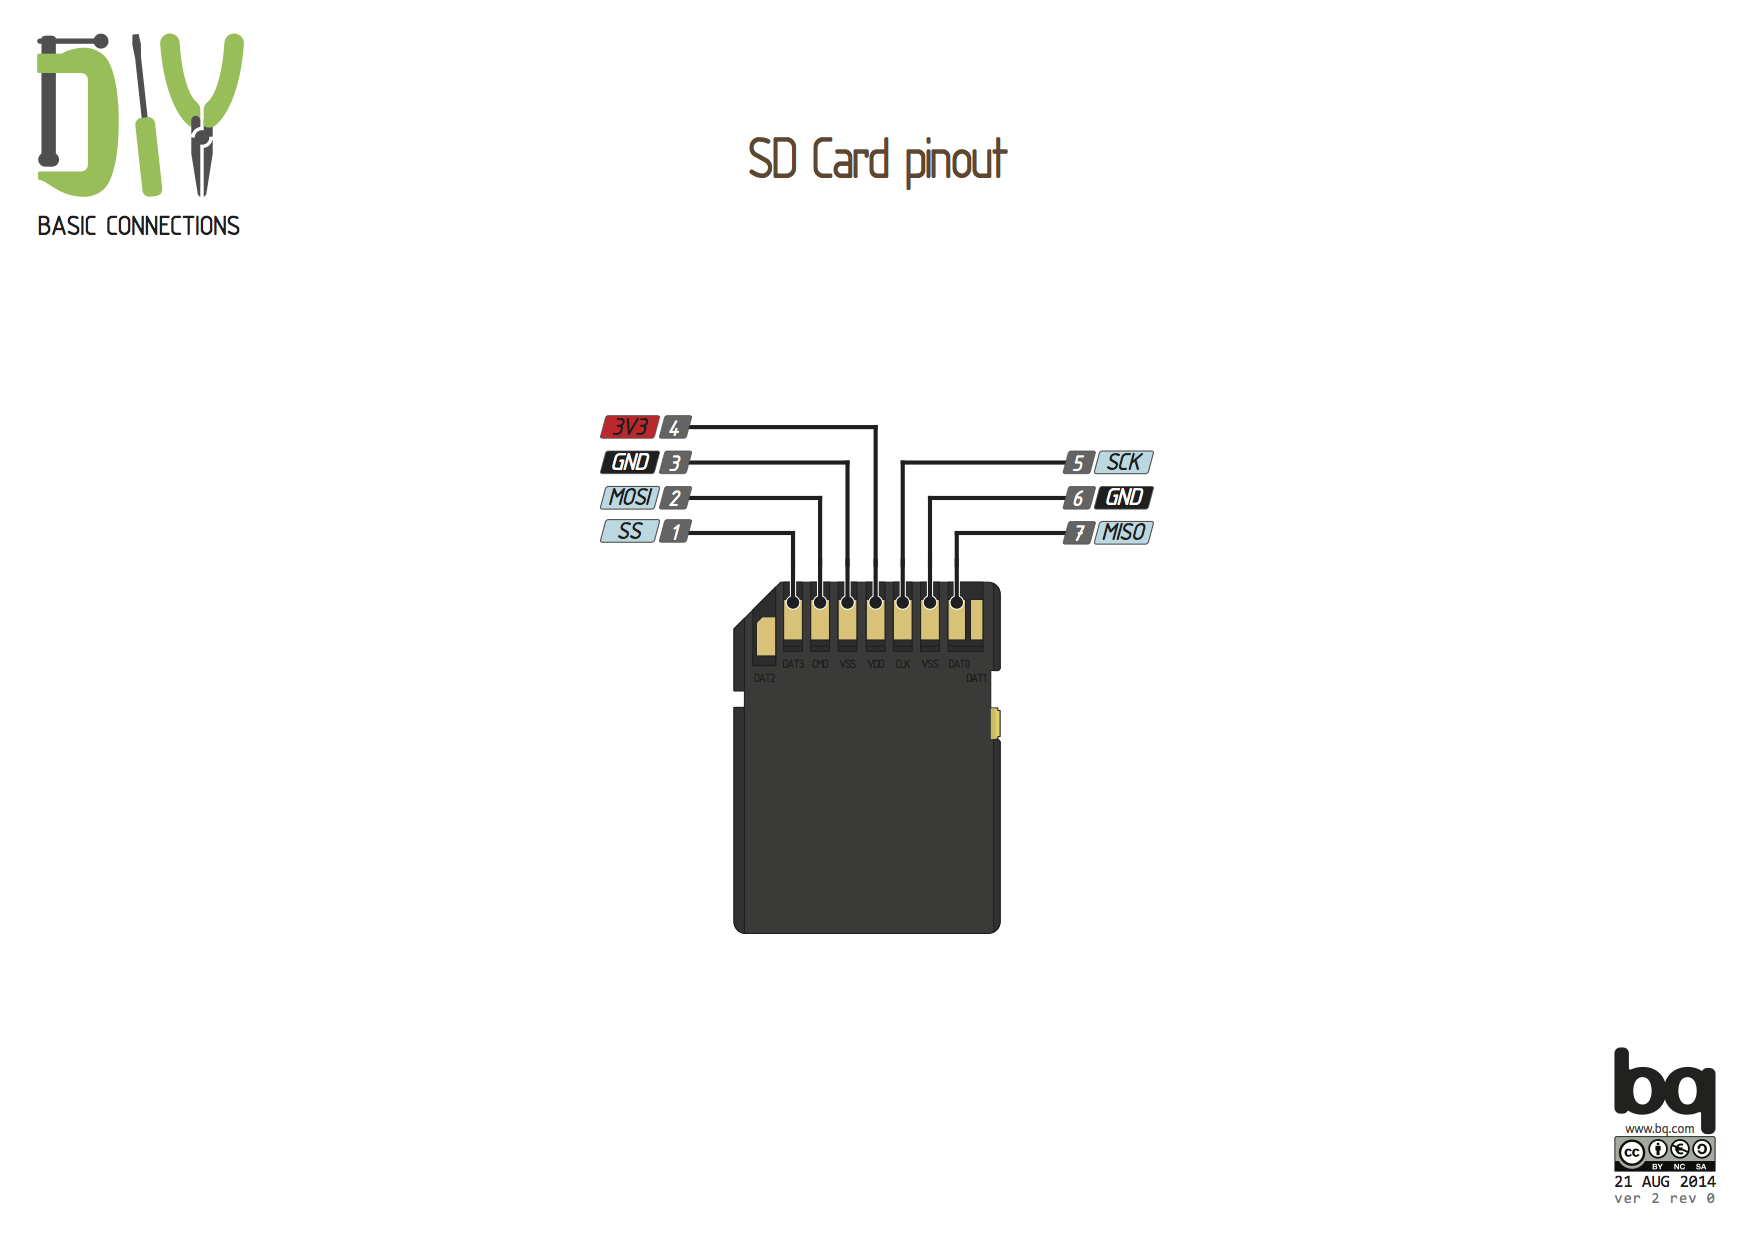 DIY
BASIC CONNECTIONS
SD Card pinout
3V3 4
GND 3
MOSI 2
SS 1
5 SCK
6 GND
7 MISO
DAT3 CMD VSS VDD CLK VSS DAT0
DAT2 DAT1
bq
www.bq.com
cc
BY NC SA
21 AUG 2014
ver 2 rev 0